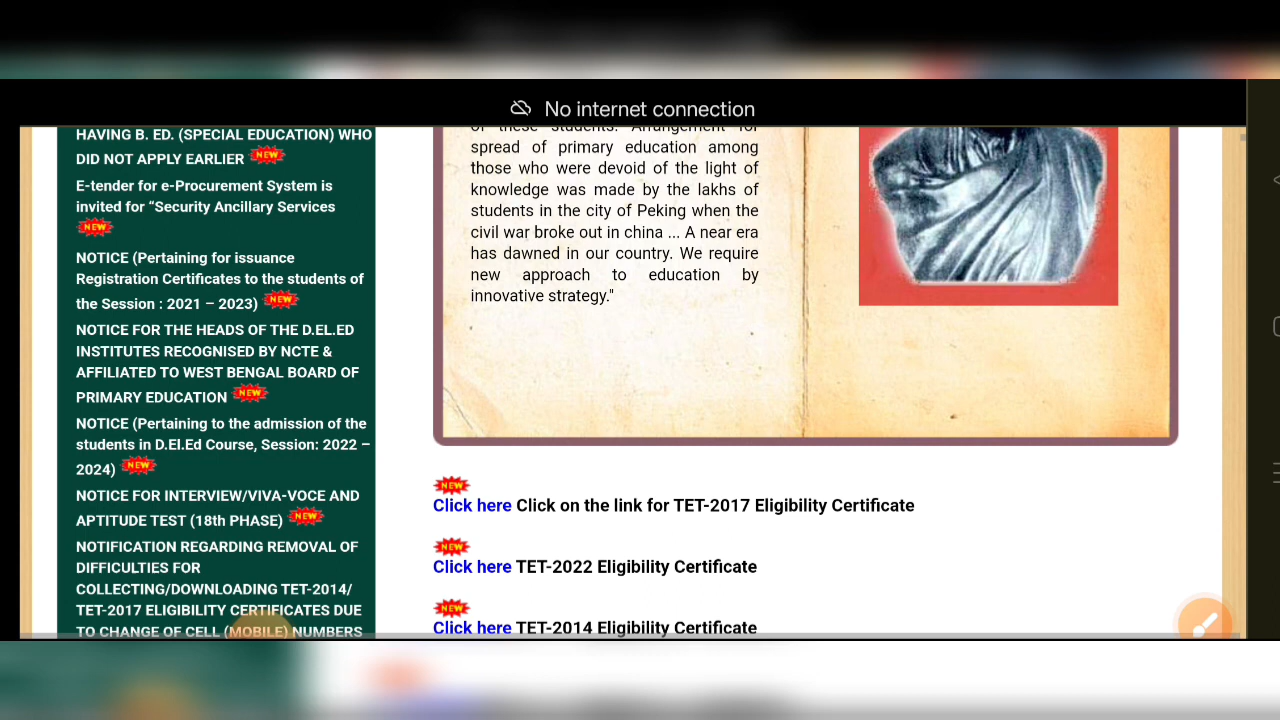 No internet connection
HAVING B. ED. (SPECIAL EDUCATION) WHO
DID NOT APPLY EARLIER NEW
E-tender for e-Procurement System is
invited for “Security Ancillary Services
NEW
NOTICE (Pertaining for issuance
Registration Certificates to the students of
the Session : 2021 – 2023) NEW
NOTICE FOR THE HEADS OF THE D.EL.ED
INSTITUTES RECOGNISED BY NCTE &
AFFILIATED TO WEST BENGAL BOARD OF
PRIMARY EDUCATION NEW
NOTICE (Pertaining to the admission of the
students in D.El.Ed Course, Session: 2022 –
2024) NEW
NOTICE FOR INTERVIEW/VIVA-VOCE AND
APTITUDE TEST (18th PHASE) NEW
NOTIFICATION REGARDING REMOVAL OF
DIFFICULTIES FOR
COLLECTING/DOWNLOADING TET-2014/
TET-2017 ELIGIBILITY CERTIFICATES DUE
TO CHANGE OF CELL (MOBILE) NUMBERS
of these students. Arrangement for
spread of primary education among
those who were devoid of the light of
knowledge was made by the lakhs of
students in the city of Peking when the
civil war broke out in china ... A near era
has dawned in our country. We require
new approach to education by
innovative strategy."
NEW
Click here Click on the link for TET-2017 Eligibility Certificate
NEW
Click here TET-2022 Eligibility Certificate
NEW
Click here TET-2014 Eligibility Certificate